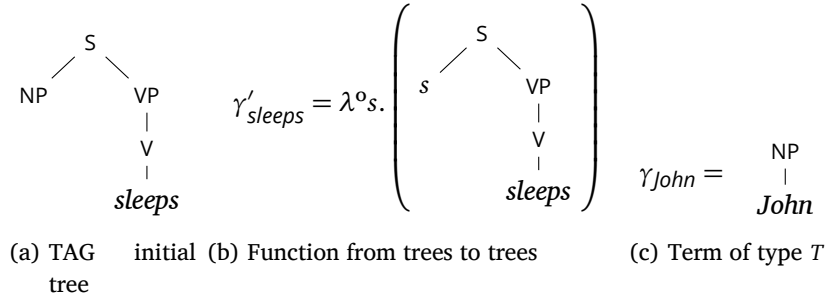 S
NP VP
V
sleeps
γ′sleeps = λᵒs.
S
s VP
V
sleeps
γJohn =
NP
John
(a) TAG initial tree
(b) Function from trees to trees
(c) Term of type T